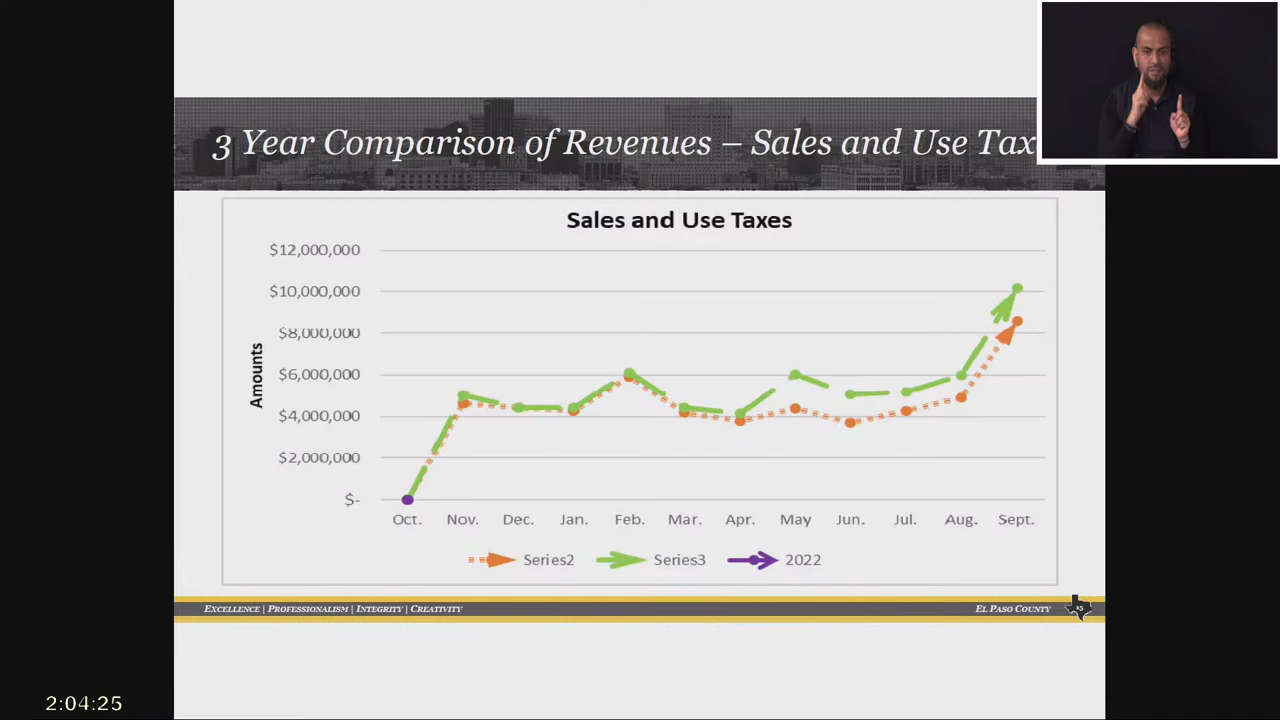 3 Year Comparison of Revenues – Sales and Use Tax
Sales and Use Taxes
$12,000,000
$10,000,000
$8,000,000
$6,000,000
$4,000,000
$2,000,000
$-
Amounts
Oct. Nov. Dec. Jan. Feb. Mar. Apr. May Jun. Jul. Aug. Sept.
Series2 Series3 2022
EXCELLENCE | PROFESSIONALISM | INTEGRITY | CREATIVITY
EL PASO COUNTY
2:04:25